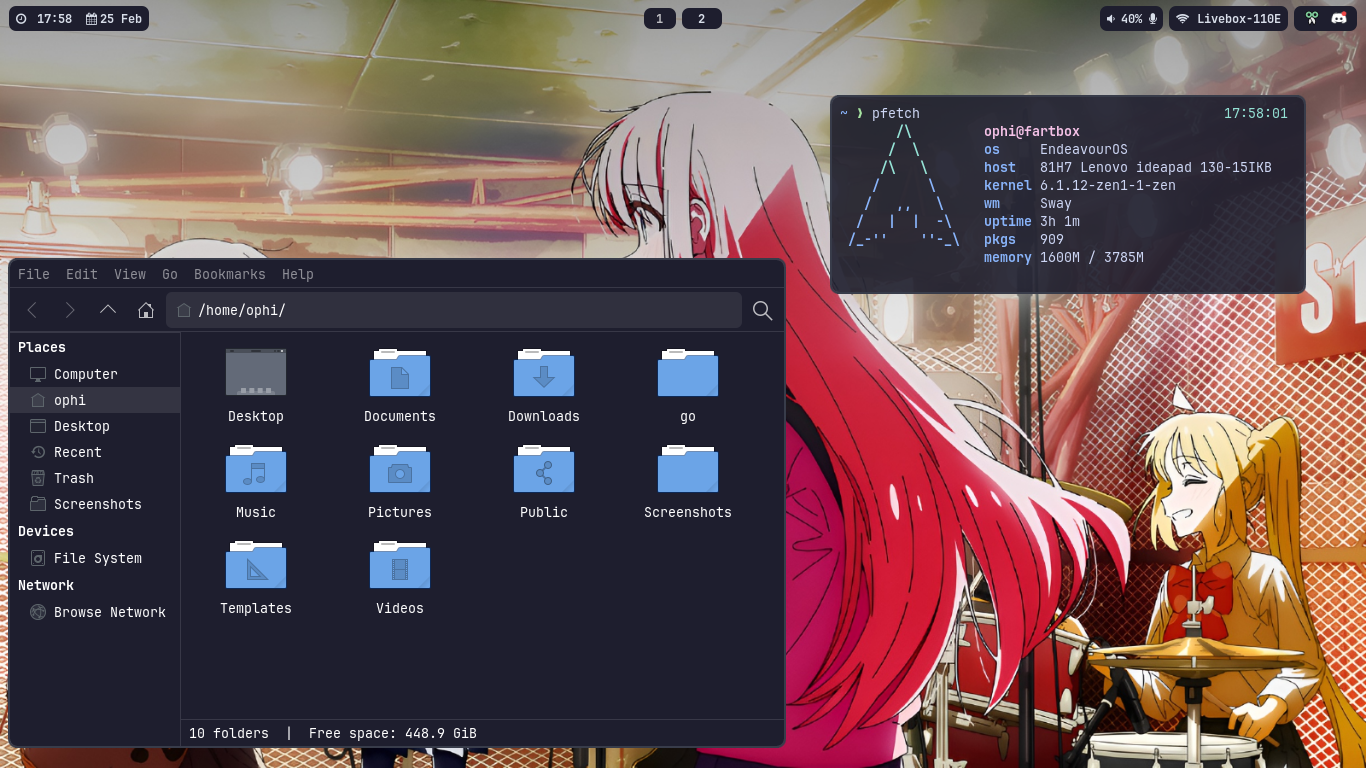 17:58 25 Feb
1 2
40% Livebox-110E
~ ❯ pfetch 17:58:01
ophi@fartbox
os EndeavourOS
host 81H7 Lenovo ideapad 130-15IKB
kernel 6.1.12-zen1-1-zen
wm Sway
uptime 3h 1m
pkgs 909
memory 1600M / 3785M
File Edit View Go Bookmarks Help
/home/ophi/
Places
Computer
ophi
Desktop
Recent
Trash
Screenshots
Devices
File System
Network
Browse Network
Desktop Documents Downloads go
Music Pictures Public Screenshots
Templates Videos
10 folders | Free space: 448.9 GiB